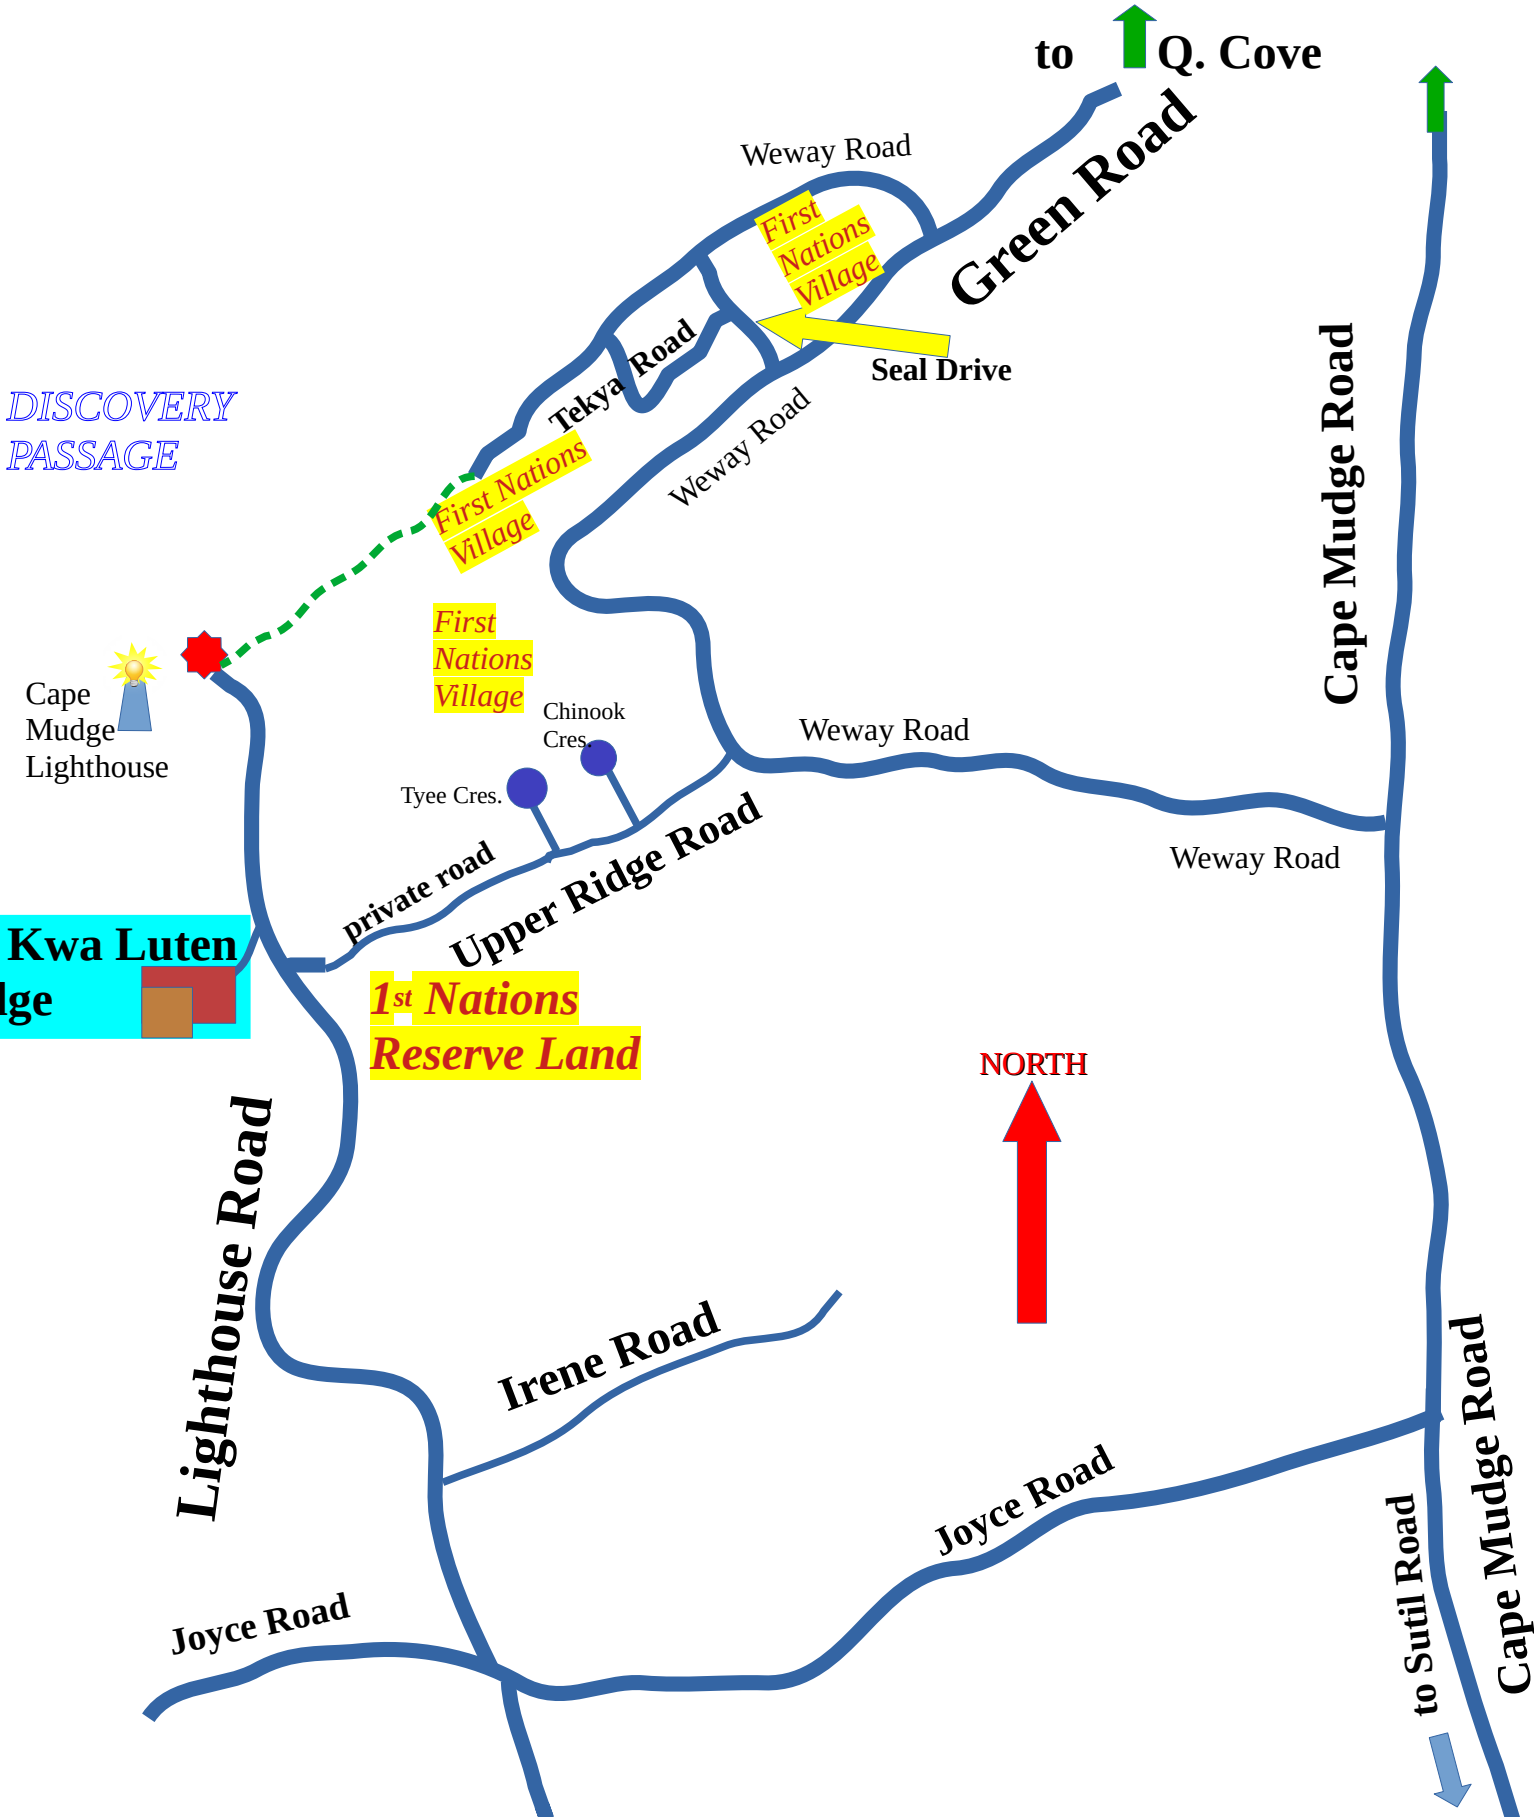 to Q. Cove
Green Road
Weway Road
First
Nations
Village
Seal Drive
Tekya Road
Weway Road
Cape Mudge Road
DISCOVERY
PASSAGE
First Nations
Village
First
Nations
Village
Cape
Mudge
Lighthouse
Chinook
Cres.
Tyee Cres.
Weway Road
Weway Road
private road
Upper Ridge Road
Kwa Luten
dge
1st Nations
Reserve Land
NORTH
Lighthouse Road
Irene Road
Joyce Road
Joyce Road
Cape Mudge Road
to Sutil Road